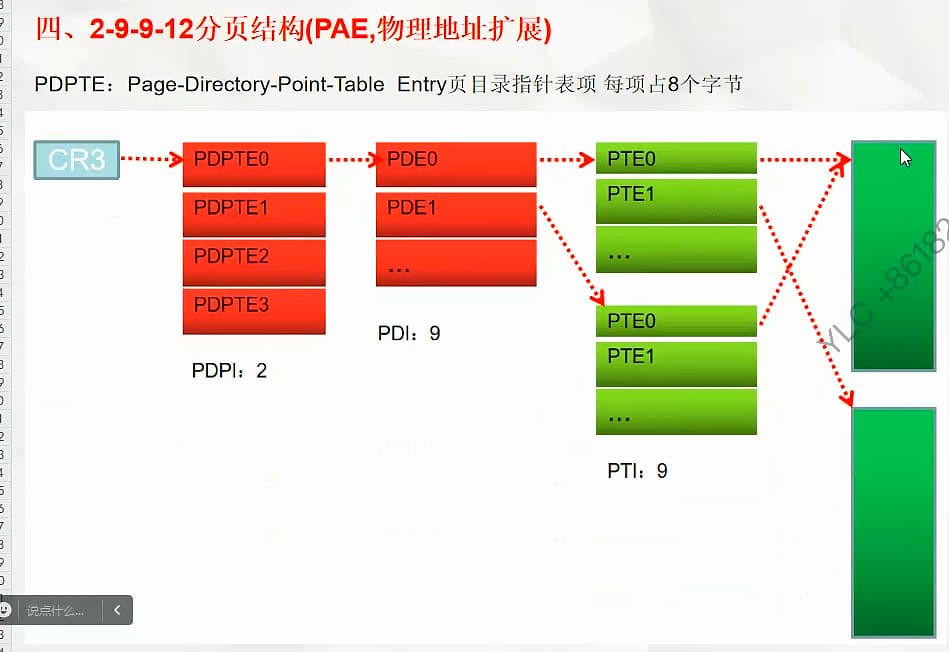 四、2-9-9-12分页结构(PAE,物理地址扩展)
PDPTE：Page-Directory-Point-Table Entry页目录指针表项 每项占8个字节
CR3
PDPTE0
PDPTE1
PDPTE2
PDPTE3
PDPI：2
PDE0
PDE1
...
PDI：9
PTE0
PTE1
...
PTE0
PTE1
...
PTI：9
YLC +86182
说点什么...